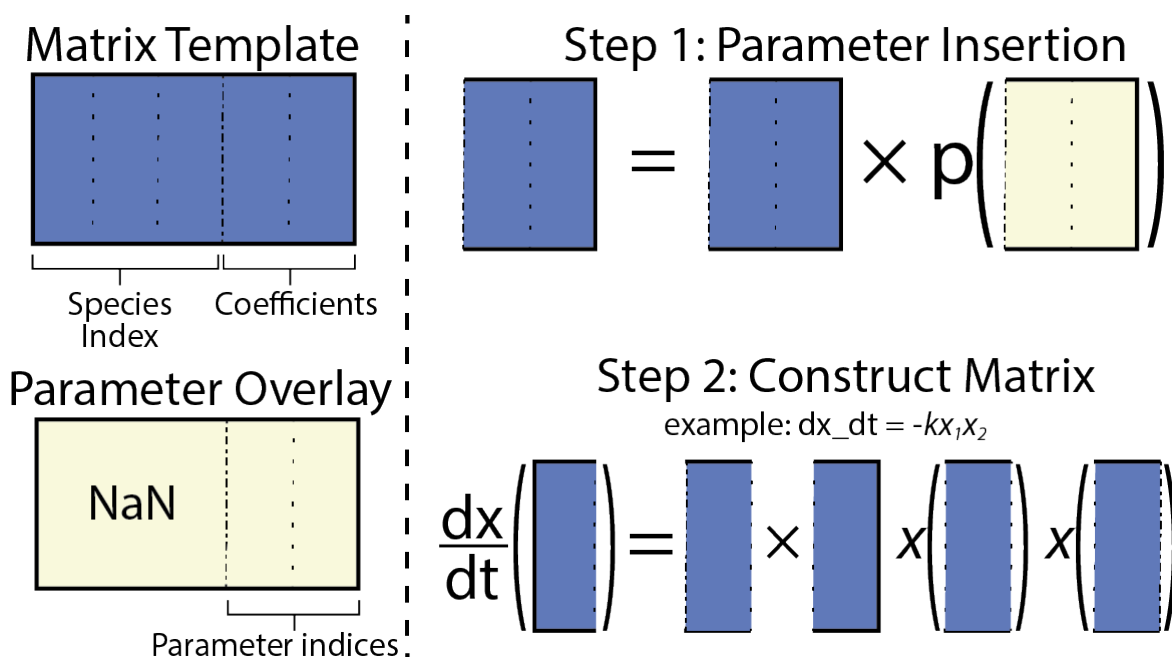 Matrix Template
Species
Index
Coefficients
Parameter Overlay
NaN
Parameter indices
Step 1: Parameter Insertion
= × p( )
Step 2: Construct Matrix
example: dx_dt = -kx₁x₂
dx
dt
( ) = × x( ) x( )